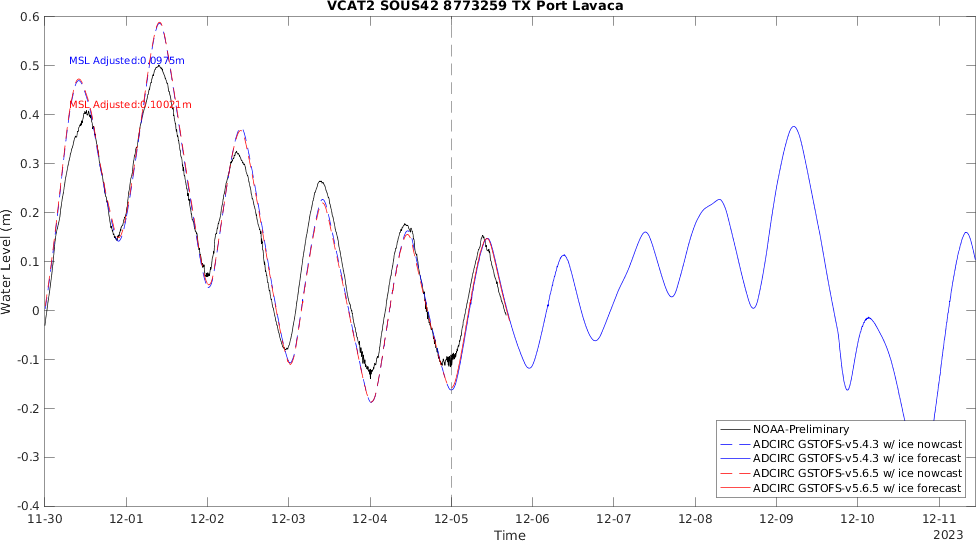 VCAT2 SOUS42 8773259 TX Port Lavaca
0.6
0.5
0.4
0.3
0.2
0.1
0
-0.1
-0.2
-0.3
-0.4
Water Level (m)
MSL Adjusted:0.0975m
MSL Adjusted:0.10021m
NOAA-Preliminary
ADCIRC GSTOFS-v5.4.3 w/ ice nowcast
ADCIRC GSTOFS-v5.4.3 w/ ice forecast
ADCIRC GSTOFS-v5.6.5 w/ ice nowcast
ADCIRC GSTOFS-v5.6.5 w/ ice forecast
11-30 12-01 12-02 12-03 12-04 12-05 12-06 12-07 12-08 12-09 12-10 12-11
Time
2023